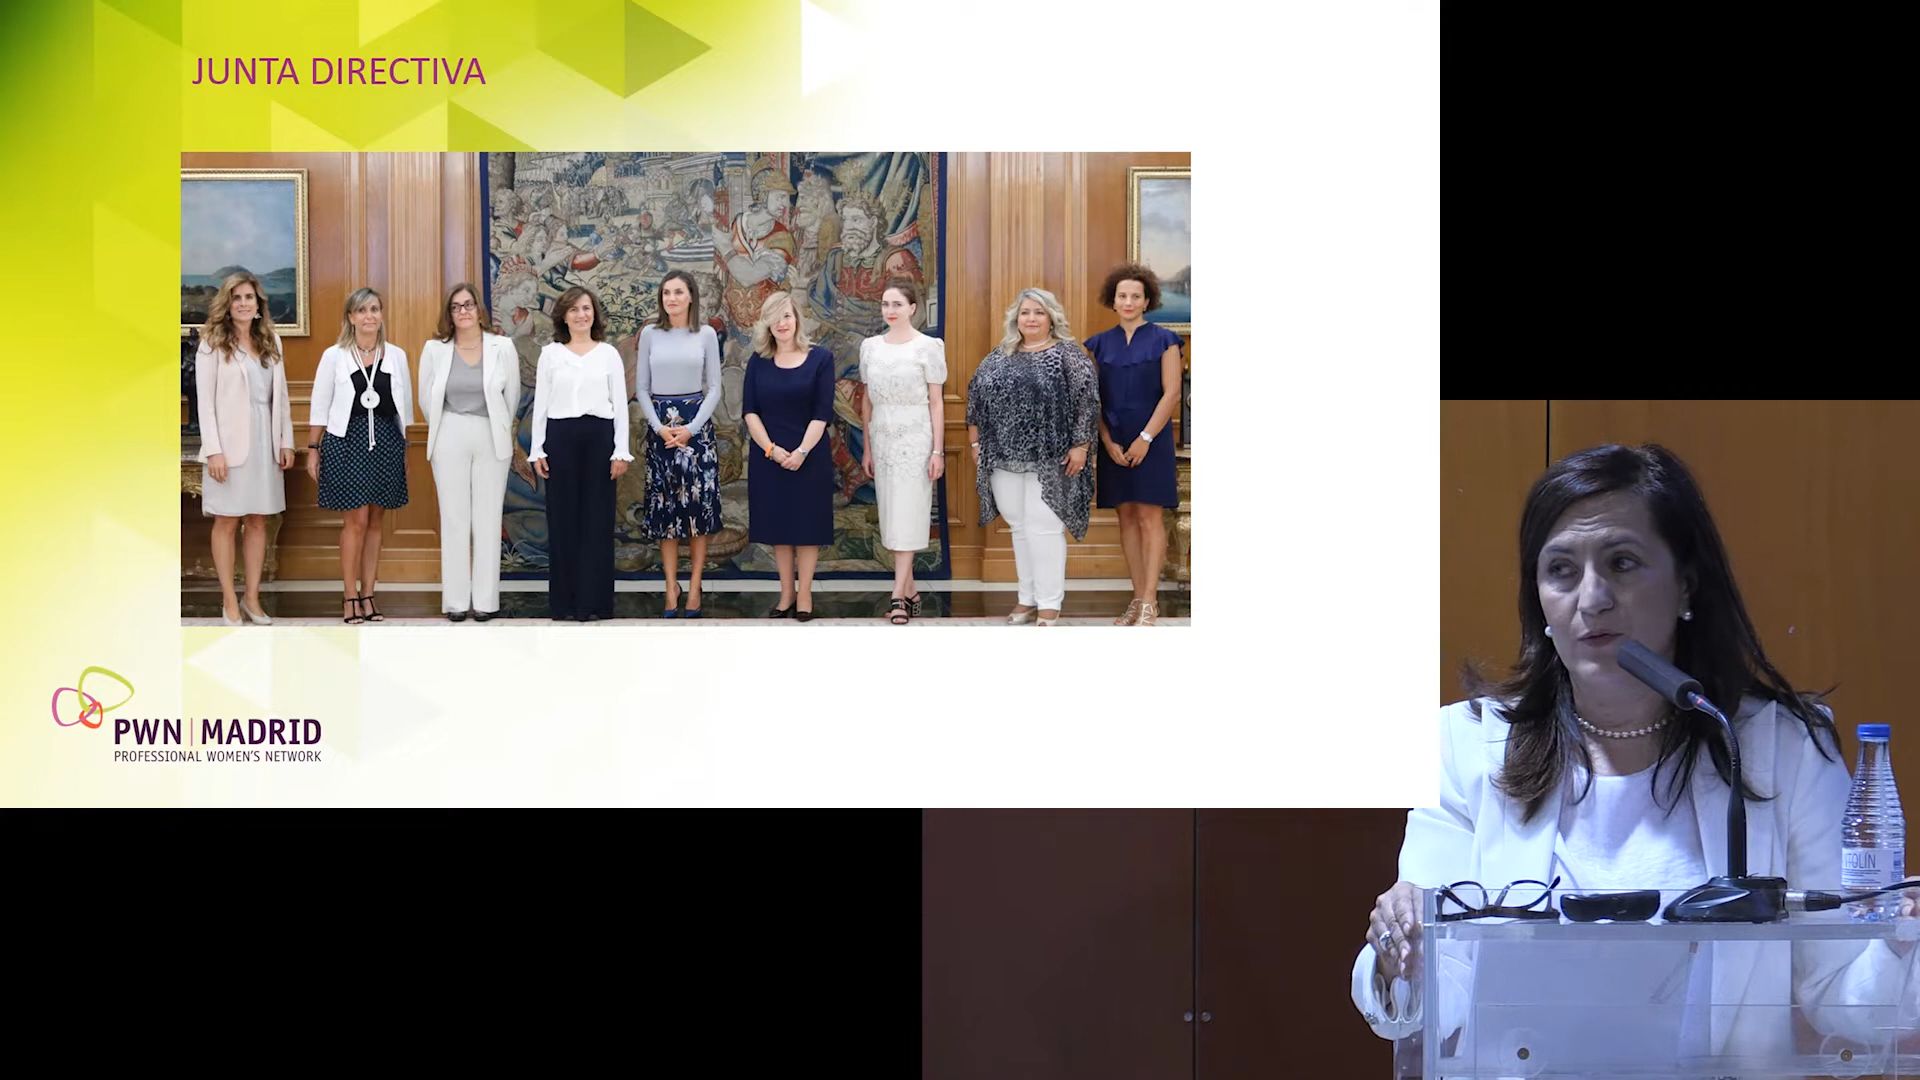 JUNTA DIRECTIVA
PWN | MADRID
PROFESSIONAL WOMEN'S NETWORK